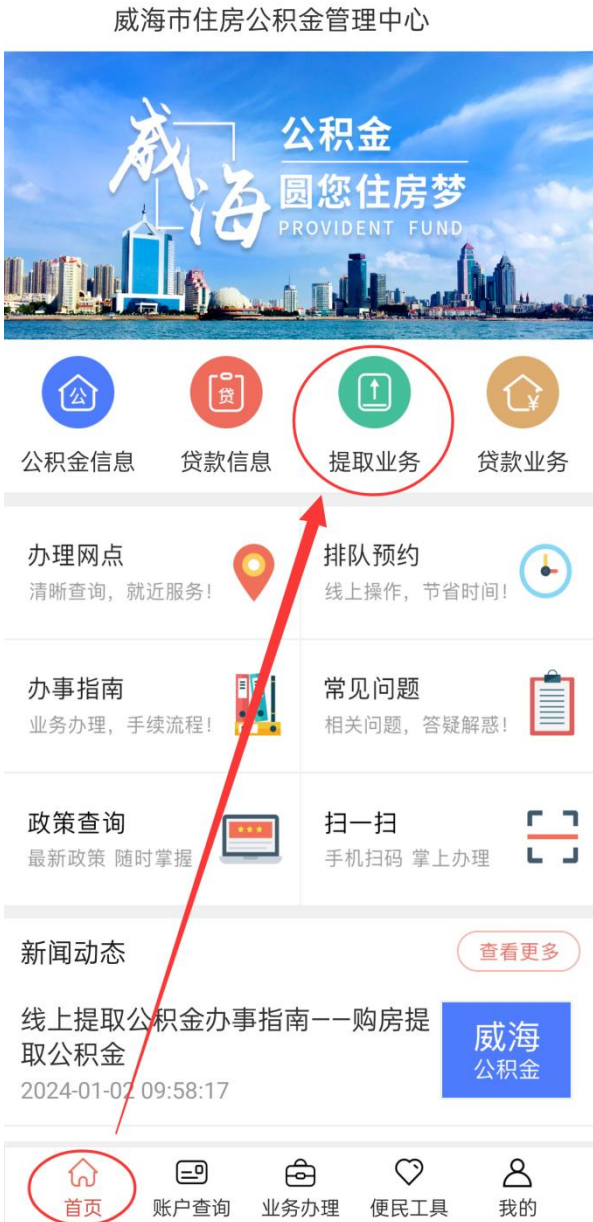 威海市住房公积金管理中心
威海
公积金
圆您住房梦
PROVIDENT FUND
公
贷
公积金信息
贷款信息
提取业务
贷款业务
办理网点
清晰查询，就近服务！
排队预约
线上操作，节省时间！
办事指南
业务办理，手续流程！
常见问题
相关问题，答疑解惑！
政策查询
最新政策 随时掌握
扫一扫
手机扫码 掌上办理
新闻动态
查看更多
线上提取公积金办事指南——购房提
取公积金
2024-01-02 09:58:17
威海
公积金
首页
账户查询
业务办理
便民工具
我的